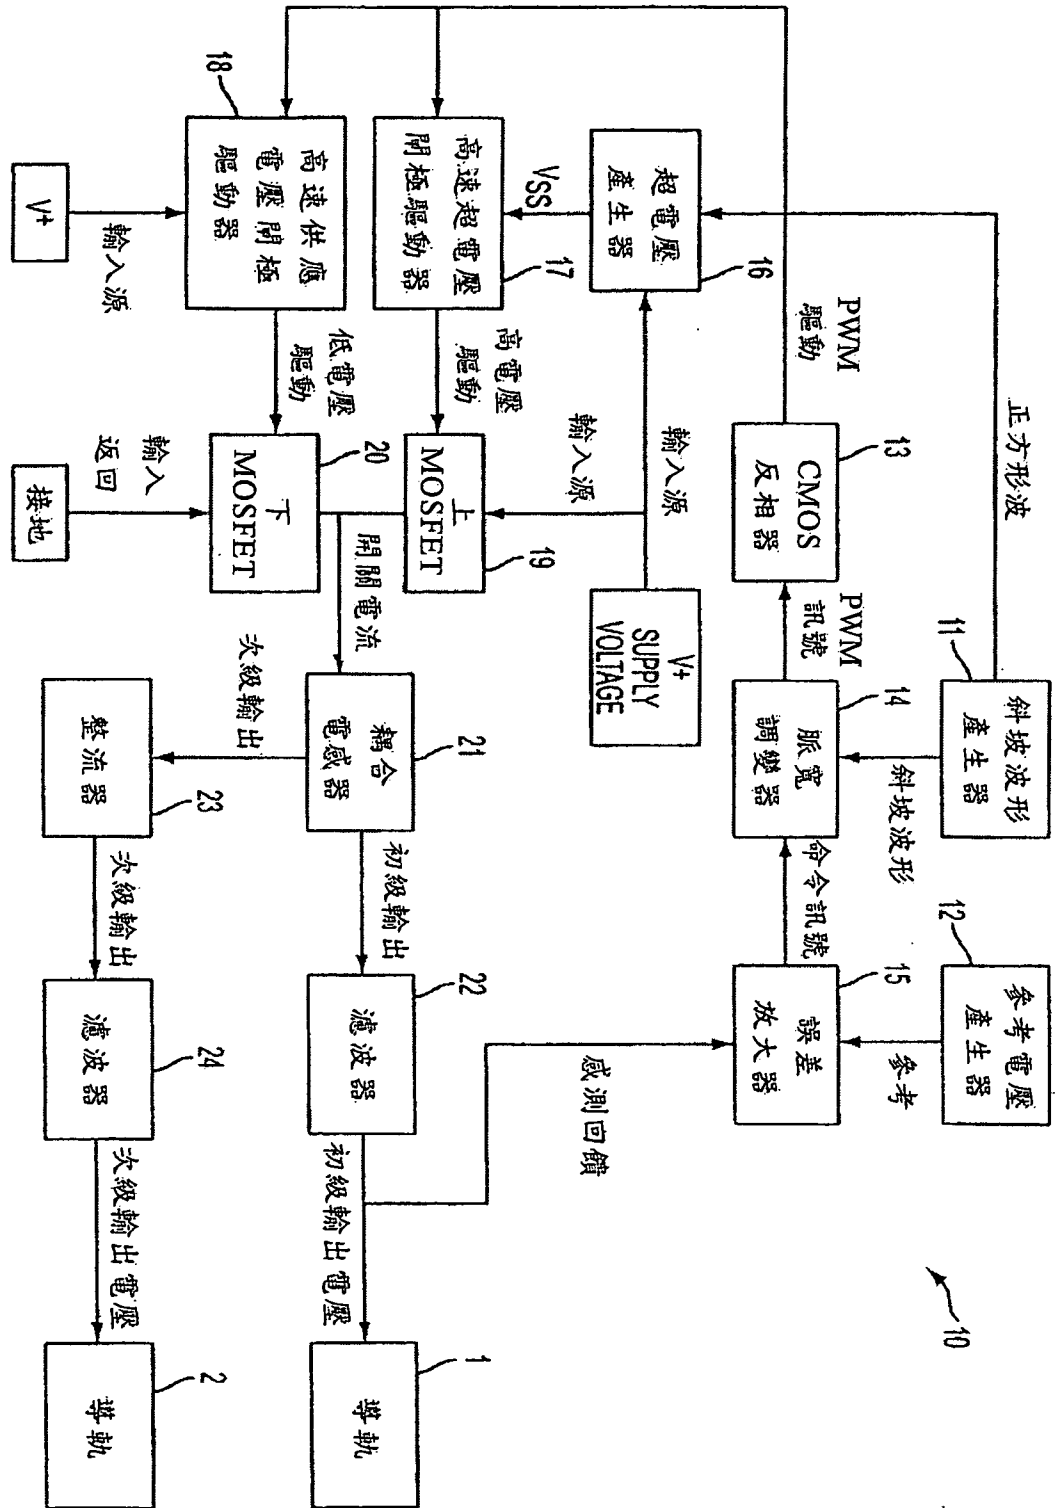 正方形波
11
斜坡波形
產生器
12
參考電壓
產生器
斜坡波形
參考
10
PWM
驅動
13
CMOS
反相器
PWM
訊號
14
脈寬
調變器
命令訊號
15
誤差
放大器
16
超電壓
產生器
輸入源
V+
SUPPLY
VOLTAGE
感測回饋
VSS
輸入源
17
高速超電壓
閘極驅動器
高電壓
驅動
19
上
MOSFET
21
耦合
電感器
初級輸出
22
濾波器
初級輸出電壓
1
導軌
開關電流
18
高速供應
電壓閘極
驅動器
低電壓
驅動
20
下
MOSFET
次級輸出
輸入源
輸入
返回
23
整流器
次級輸出
24
濾波器
次級輸出電壓
2
導軌
V+
接地